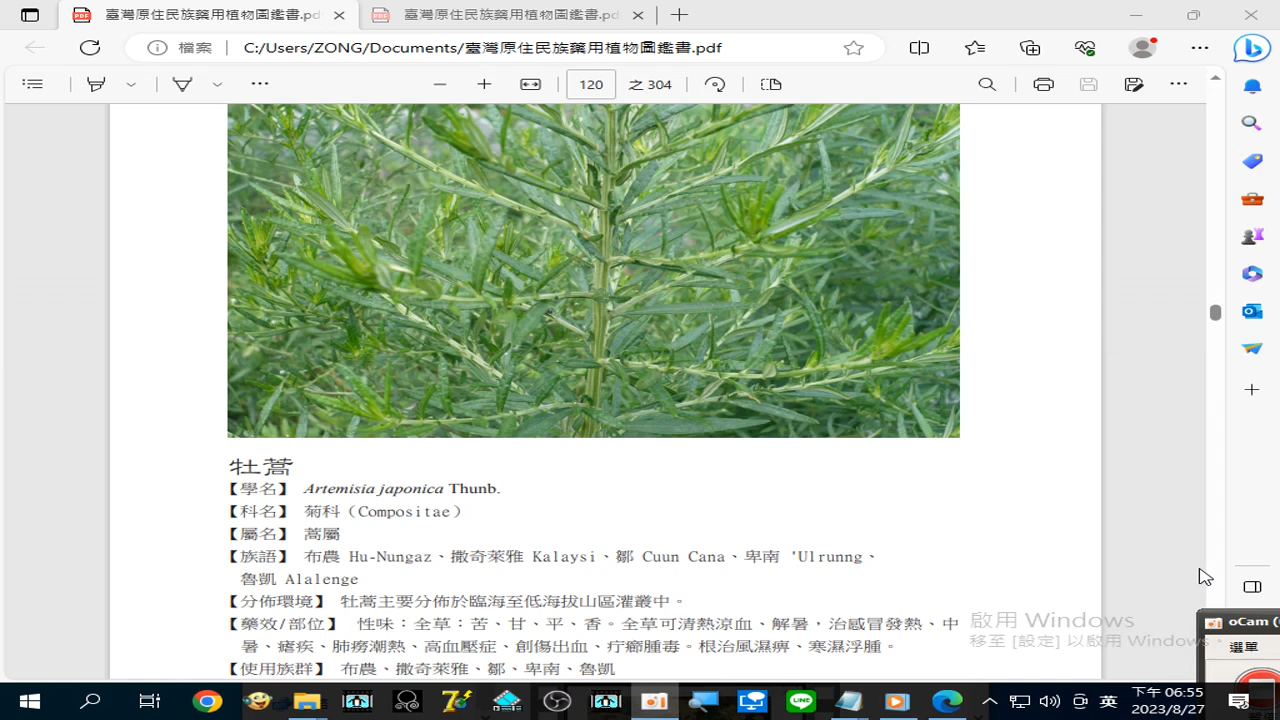 臺灣原住民族藥用植物圖鑑書.pdf
臺灣原住民族藥用植物圖鑑書.pdf
檔案 C:/Users/ZONG/Documents/臺灣原住民族藥用植物圖鑑書.pdf
120 之 304
牡蒿
【學名】 Artemisia japonica Thunb.
【科名】 菊科（Compositae）
【屬名】 蒿屬
【族語】 布農 Hu-Nungaz、撒奇萊雅 Kalaysi、鄒 Cuun Cana、卑南 'Ulrunng、
魯凱 Alalenge
【分佈環境】 牡蒿主要分佈於臨海至低海拔山區灌叢中。
【藥效/部位】 性味：全草：苦、甘、平、香。全草可清熱涼血、解暑，治感冒發熱、中
暑、瘧疾、肺癆潮熱、高血壓症、創傷出血、疔癤腫毒。根治風濕痹、寒濕浮腫。
【使用族群】 布農、撒奇萊雅、鄒、卑南、魯凱
啟用 Windows
移至 [設定] 以啟用 Windows。
oCam (
選單
英
下午 06:55
2023/8/27